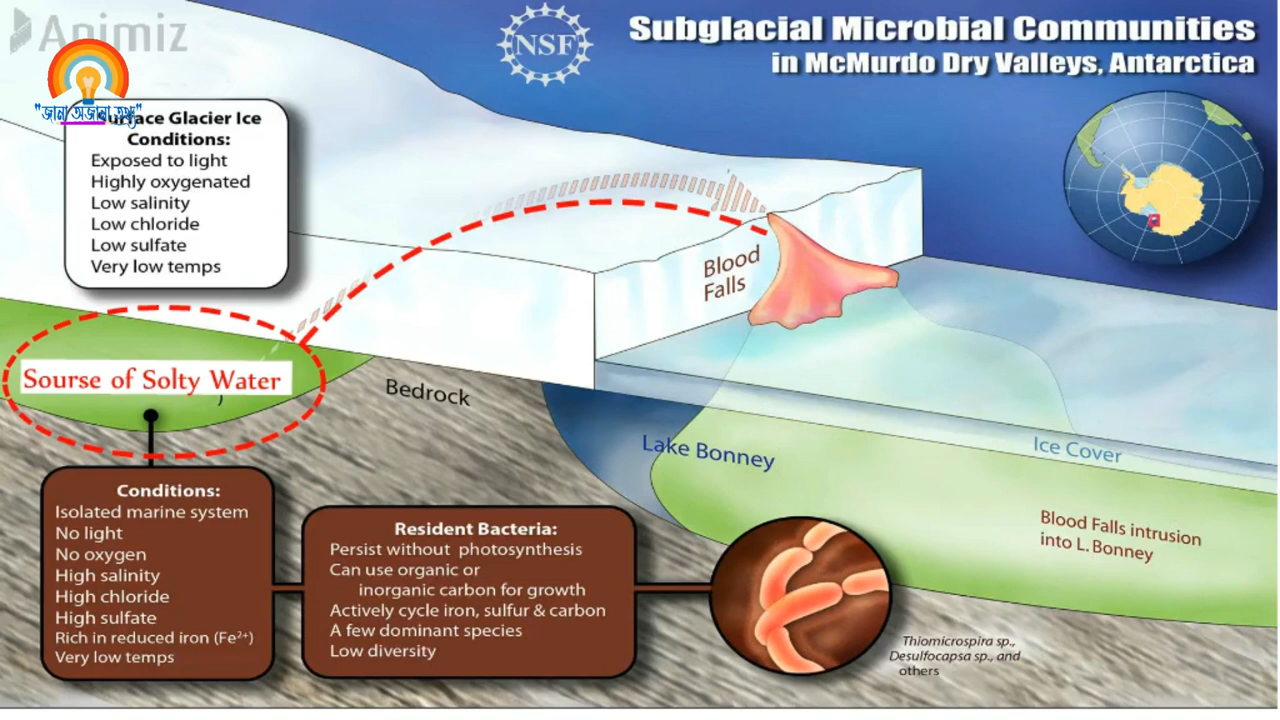 Animiz
NSF
Subglacial Microbial Communities
in McMurdo Dry Valleys, Antarctica
"জানা অজানা তথ্য"
Surface Glacier Ice
Conditions:
Exposed to light
Highly oxygenated
Low salinity
Low chloride
Low sulfate
Very low temps
Blood
Falls
Sourse of Solty Water
Bedrock
Lake Bonney
Ice Cover
Blood Falls intrusion
into L. Bonney
Conditions:
Isolated marine system
No light
No oxygen
High salinity
High chloride
High sulfate
Rich in reduced iron (Fe²⁺)
Very low temps
Resident Bacteria:
Persist without photosynthesis
Can use organic or
inorganic carbon for growth
Actively cycle iron, sulfur & carbon
A few dominant species
Low diversity
Thiomicrospira sp.,
Desulfocapsa sp., and
others